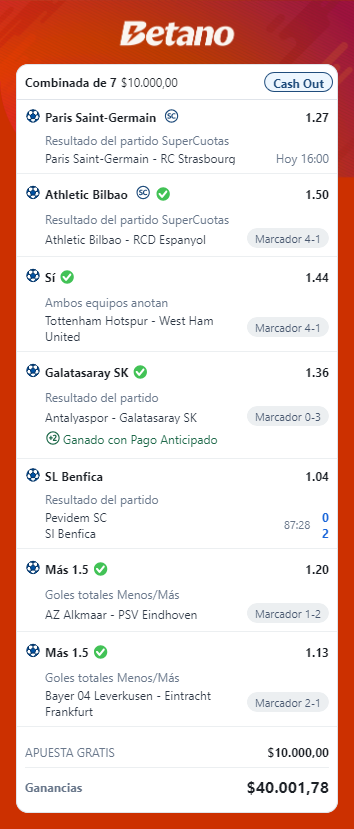 Betano
Combinada de 7 $10.000,00 Cash Out
Paris Saint-Germain SC 1.27
Resultado del partido SuperCuotas
Paris Saint-Germain - RC Strasbourg Hoy 16:00
Athletic Bilbao SC 1.50
Resultado del partido SuperCuotas
Athletic Bilbao - RCD Espanyol Marcador 4-1
Sí 1.44
Ambos equipos anotan
Tottenham Hotspur - West Ham
United Marcador 4-1
Galatasaray SK 1.36
Resultado del partido
Antalyaspor - Galatasaray SK Marcador 0-3
+2 Ganado con Pago Anticipado
SL Benfica 1.04
Resultado del partido
Pevidem SC 0
Sl Benfica 87:28 2
Más 1.5 1.20
Goles totales Menos/Más
AZ Alkmaar - PSV Eindhoven Marcador 1-2
Más 1.5 1.13
Goles totales Menos/Más
Bayer 04 Leverkusen - Eintracht
Frankfurt Marcador 2-1
APUESTA GRATIS $10.000,00
Ganancias $40.001,78